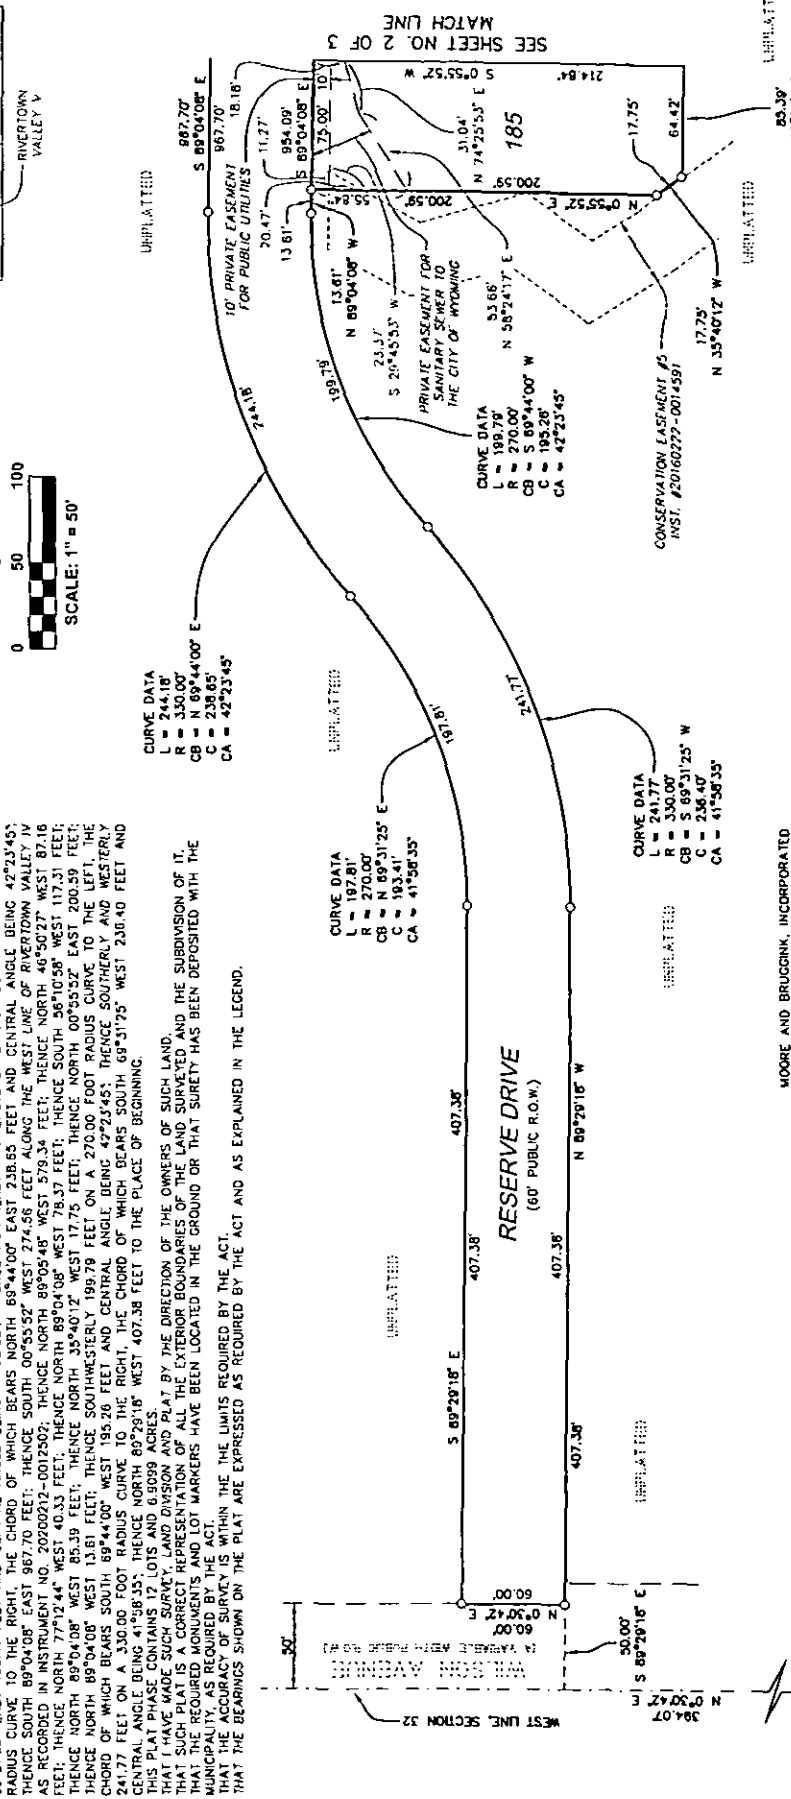 RADIUS CURVE TO THE RIGHT, THE CHORD OF WHICH BEARS NORTH 69°44'00" EAST 238.65 FEET AND CENTRAL ANGLE BEING 42°23'45";
THENCE SOUTH 89°04'08" EAST 967.70 FEET; THENCE SOUTH 00°55'52" WEST 274.56 FEET ALONG THE WEST LINE OF RIVERTOWN VALLEY IV
AS RECORDED IN INSTRUMENT NO. 20200212-0012502; THENCE NORTH 89°05'48" WEST 579.34 FEET; THENCE NORTH 46°50'27" WEST 87.16
FEET; THENCE NORTH 77°12'44" WEST 40.33 FEET; THENCE NORTH 89°04'08" WEST 78.37 FEET; THENCE SOUTH 56°10'58" WEST 117.31 FEET;
THENCE NORTH 89°04'08" WEST 85.39 FEET; THENCE NORTH 35°40'12" WEST 17.75 FEET; THENCE NORTH 00°55'52" EAST 200.59 FEET;
THENCE NORTH 89°04'08" WEST 13.61 FEET; THENCE SOUTHWESTERLY 199.79 FEET ON A 270.00 FOOT RADIUS CURVE TO THE LEFT, THE
CHORD OF WHICH BEARS SOUTH 69°44'00" WEST 195.26 FEET AND CENTRAL ANGLE BEING 42°23'45"; THENCE SOUTHERLY AND WESTERLY
241.77 FEET ON A 330.00 FOOT RADIUS CURVE TO THE RIGHT, THE CHORD OF WHICH BEARS SOUTH 69°31'25" WEST 236.40 FEET AND
CENTRAL ANGLE BEING 41°58'35"; THENCE NORTH 89°29'18" WEST 407.38 FEET TO THE PLACE OF BEGINNING.
THIS PLAT PHASE CONTAINS 12 LOTS AND 6.9099 ACRES.
THAT I HAVE MADE SUCH SURVEY, LAND DIVISION AND PLAT BY THE DIRECTION OF THE OWNERS OF SUCH LAND.
THAT SUCH PLAT IS A CORRECT REPRESENTATION OF ALL THE EXTERIOR BOUNDARIES OF THE LAND SURVEYED AND THE SUBDIVISION OF IT.
THAT THE REQUIRED MONUMENTS AND LOT MARKERS HAVE BEEN LOCATED IN THE GROUND OR THAT SURETY HAS BEEN DEPOSITED WITH THE
MUNICIPALITY, AS REQUIRED BY THE ACT.
THAT THE ACCURACY OF SURVEY IS WITHIN THE THE LIMITS REQUIRED BY THE ACT.
THAT THE BEARINGS SHOWN ON THE PLAT ARE EXPRESSED AS REQUIRED BY THE ACT AND AS EXPLAINED IN THE LEGEND.
0 50 100
SCALE: 1" = 50'
RIVERTOWN
VALLEY V
UNPLATTED
967.70'
S 89°04'08" E
967.70'
18.18'
10' PRIVATE EASEMENT
FOR PUBLIC UTILITIES
11.27'
20.47'
13.61'
954.09'
S 89°04'08" E
75.00'
10'
SEE SHEET NO. 2 OF 3
MATCH LINE
S 0°55'52" W
214.84'
185
31.04'
N 74°25'53" E
55.84'
200.59'
200.59'
N 0°55'52" E
17.75'
64.42'
85.39'
UNPLATTED
13.61'
N 89°04'08" W
23.37'
S 29°45'53" W
PRIVATE EASEMENT FOR
SANITARY SEWER TO
THE CITY OF WYOMING
53.66'
N 58°24'17" E
17.75'
N 35°40'12" W
UNPLATTED
CONSERVATION EASEMENT #5
INST. #20160222-0014591
244.18'
199.79'
CURVE DATA
L = 199.79'
R = 270.00'
CB = S 69°44'00" W
C = 195.26'
CA = 42°23'45"
CURVE DATA
L = 244.18'
R = 330.00'
CB = N 69°44'00" E
C = 238.65'
CA = 42°23'45"
UNPLATTED
197.81'
241.77'
CURVE DATA
L = 197.81'
R = 270.00'
CB = N 69°31'25" E
C = 193.41'
CA = 41°58'35"
CURVE DATA
L = 241.77'
R = 330.00'
CB = S 69°31'25" W
C = 236.40'
CA = 41°58'35"
UNPLATTED
407.38'
407.38'
S 89°29'18" E
RESERVE DRIVE
(60' PUBLIC R.O.W.)
407.38'
407.38'
N 89°29'18" W
UNPLATTED
UNPLATTED
60.00'
N 0°30'42" E
60.00'
50'
WILSON AVENUE
(A VARIABLE WIDTH PUBLIC R.O.W.)
50.00'
S 89°29'18" E
WEST LINE, SECTION 32
394.07'
N 0°30'42" E
MOORE AND BRUGGINK, INCORPORATED